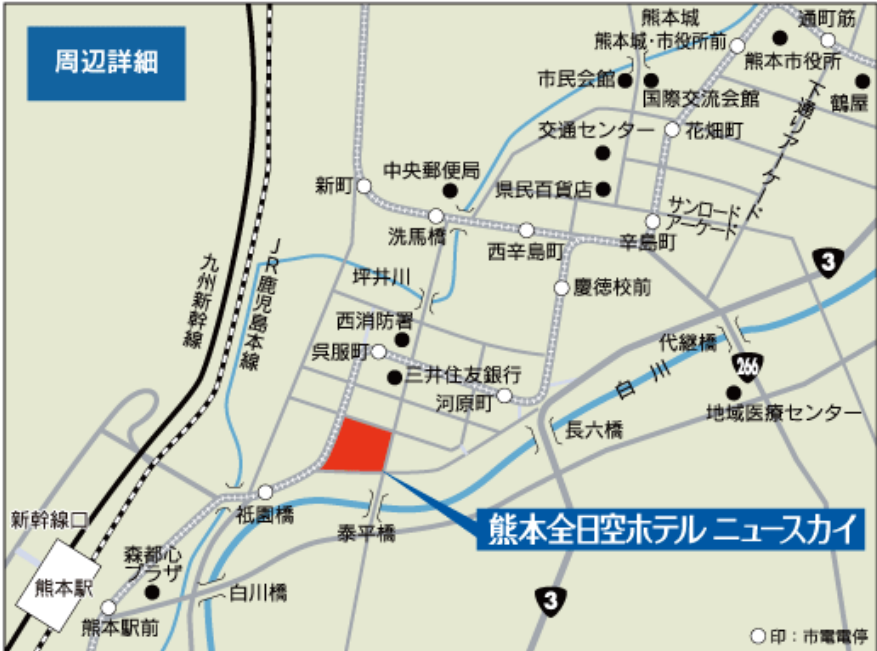 周辺詳細
熊本城
熊本城・市役所前
通町筋
熊本市役所
市民会館
国際交流会館
鶴屋
下通りアーケード
交通センター
花畑町
中央郵便局
県民百貨店
新町
サンロード
アーケード
洗馬橋
西辛島町
辛島町
3
九州新幹線
JR鹿児島本線
坪井川
慶徳校前
西消防署
呉服町
代継橋
三井住友銀行
白川
266
河原町
地域医療センター
長六橋
新幹線口
祇園橋
泰平橋
熊本全日空ホテル ニュースカイ
森都心
プラザ
熊本駅
白川橋
3
熊本駅前
○印:市電電停